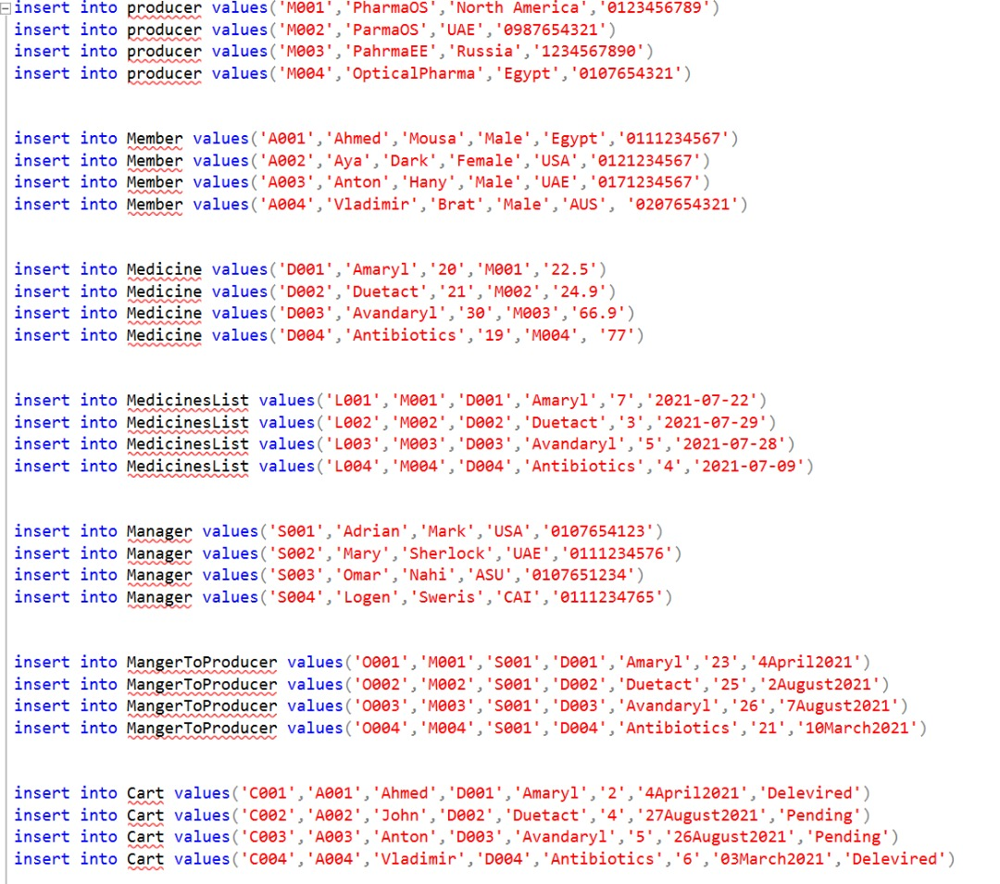 insert into producer values('M001','PharmaOS','North America','0123456789')
insert into producer values('M002','ParmaOS','UAE','0987654321')
insert into producer values('M003','PahrmaEE','Russia','1234567890')
insert into producer values('M004','OpticalPharma','Egypt','0107654321')
insert into Member values('A001','Ahmed','Mousa','Male','Egypt','0111234567')
insert into Member values('A002','Aya','Dark','Female','USA','0121234567')
insert into Member values('A003','Anton','Hany','Male','UAE','0171234567')
insert into Member values('A004','Vladimir','Brat','Male','AUS', '0207654321')
insert into Medicine values('D001','Amaryl','20','M001','22.5')
insert into Medicine values('D002','Duetact','21','M002','24.9')
insert into Medicine values('D003','Avandaryl','30','M003','66.9')
insert into Medicine values('D004','Antibiotics','19','M004', '77')
insert into MedicinesList values('L001','M001','D001','Amaryl','7','2021-07-22')
insert into MedicinesList values('L002','M002','D002','Duetact','3','2021-07-29')
insert into MedicinesList values('L003','M003','D003','Avandaryl','5','2021-07-28')
insert into MedicinesList values('L004','M004','D004','Antibiotics','4','2021-07-09')
insert into Manager values('S001','Adrian','Mark','USA','0107654123')
insert into Manager values('S002','Mary','Sherlock','UAE','0111234576')
insert into Manager values('S003','Omar','Nahi','ASU','0107651234')
insert into Manager values('S004','Logen','Sweris','CAI','0111234765')
insert into MangerToProducer values('O001','M001','S001','D001','Amaryl','23','4April2021')
insert into MangerToProducer values('O002','M002','S001','D002','Duetact','25','2August2021')
insert into MangerToProducer values('O003','M003','S001','D003','Avandaryl','26','7August2021')
insert into MangerToProducer values('O004','M004','S001','D004','Antibiotics','21','10March2021')
insert into Cart values('C001','A001','Ahmed','D001','Amaryl','2','4April2021','Delevired')
insert into Cart values('C002','A002','John','D002','Duetact','4','27August2021','Pending')
insert into Cart values('C003','A003','Anton','D003','Avandaryl','5','26August2021','Pending')
insert into Cart values('C004','A004','Vladimir','D004','Antibiotics','6','03March2021','Delevired')